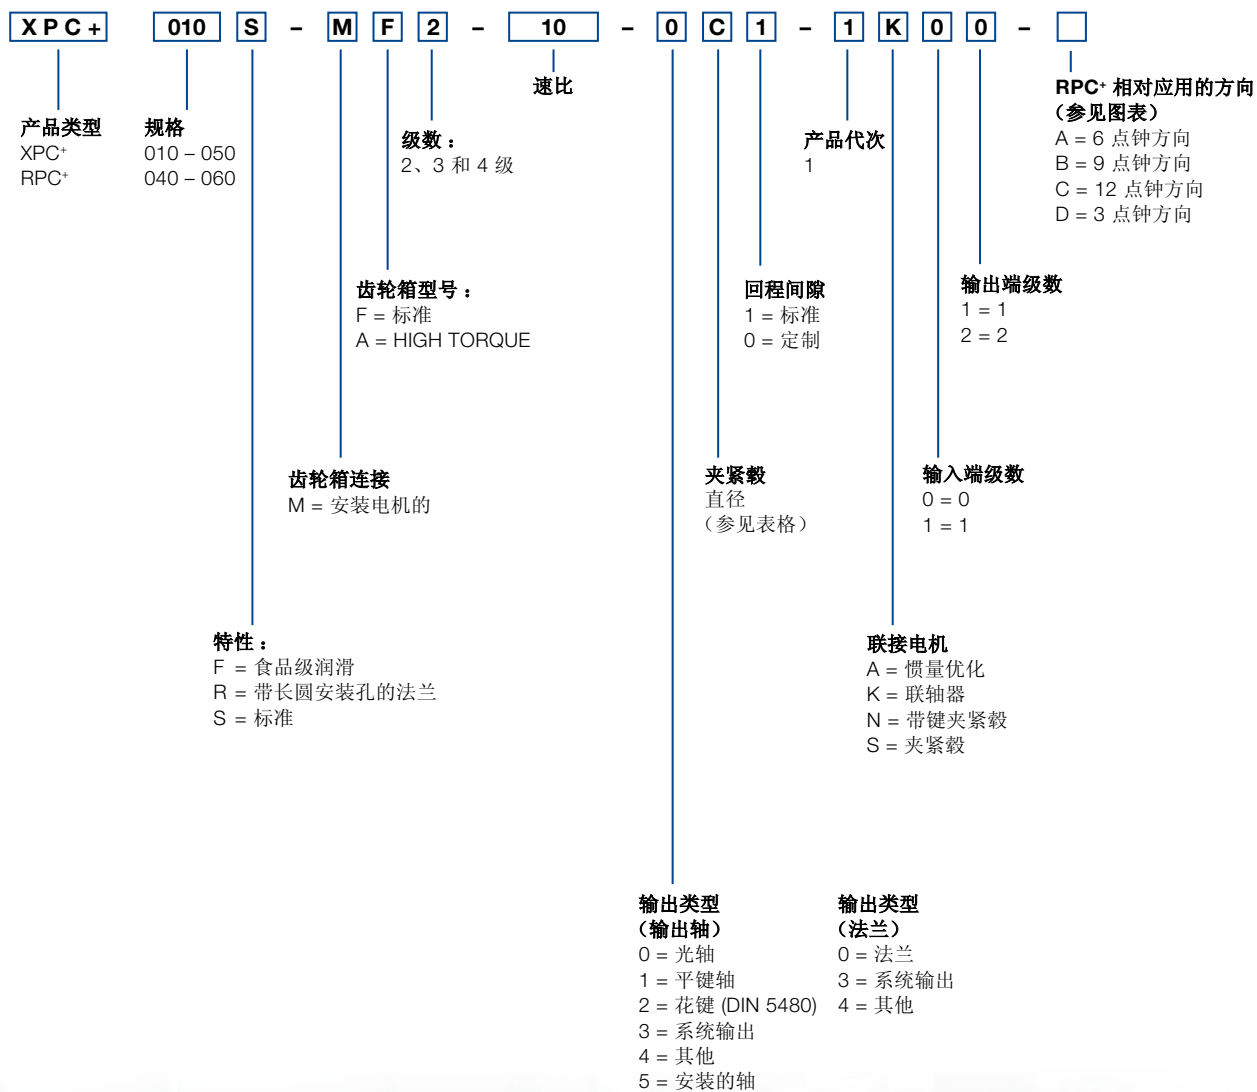 XPC+ 010 S – M F 2 – 10 – 0 C 1 – 1 K 0 0 –
速比
产品类型
XPC+
RPC+
规格
010 – 050
040 – 060
级数：
2、3 和 4 级
产品代次
1
RPC+ 相对应用的方向
（参见图表）
A = 6 点钟方向
B = 9 点钟方向
C = 12 点钟方向
D = 3 点钟方向
齿轮箱型号：
F = 标准
A = HIGH TORQUE
回程间隙
1 = 标准
0 = 定制
输出端级数
1 = 1
2 = 2
齿轮箱连接
M = 安装电机的
夹紧毂
直径
（参见表格）
输入端级数
0 = 0
1 = 1
特性：
F = 食品级润滑
R = 带长圆安装孔的法兰
S = 标准
联接电机
A = 惯量优化
K = 联轴器
N = 带键夹紧毂
S = 夹紧毂
输出类型
（输出轴）
0 = 光轴
1 = 平键轴
2 = 花键 (DIN 5480)
3 = 系统输出
4 = 其他
5 = 安装的轴
输出类型
（法兰）
0 = 法兰
3 = 系统输出
4 = 其他